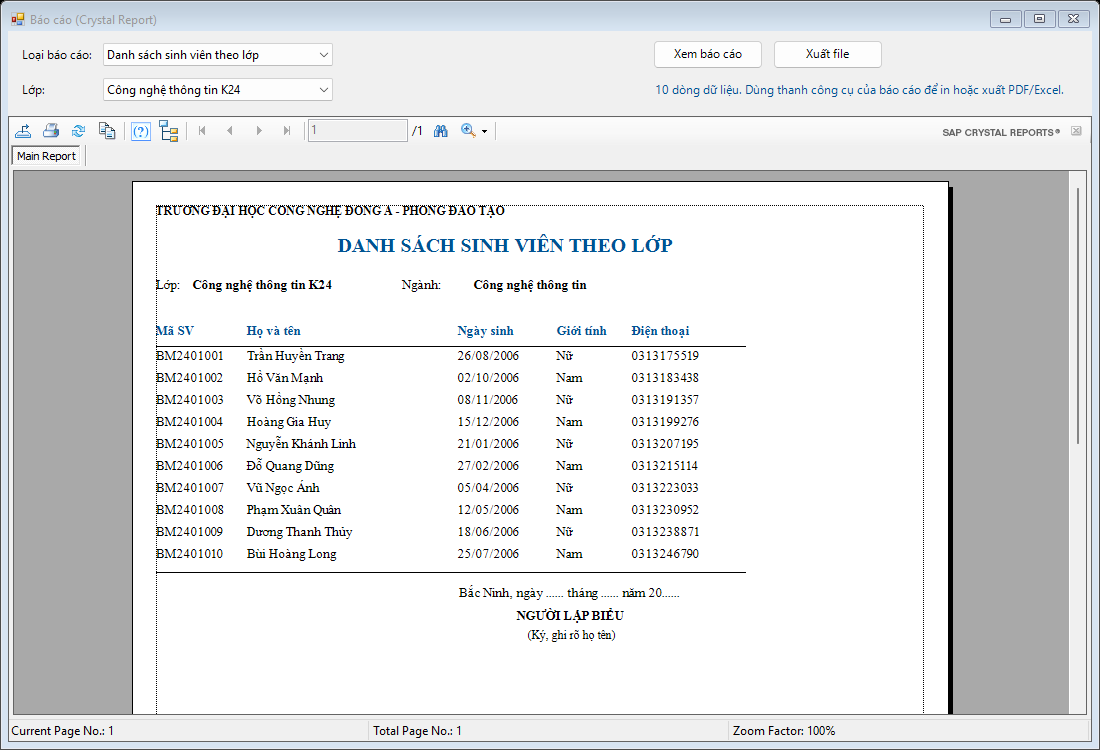 Báo cáo (Crystal Report)
Loại báo cáo: Danh sách sinh viên theo lớp Xem báo cáo Xuất file
Lớp: Công nghệ thông tin K24 10 dòng dữ liệu. Dùng thanh công cụ của báo cáo để in hoặc xuất PDF/Excel.
1 /1 SAP CRYSTAL REPORTS®
Main Report
TRƯỜNG ĐẠI HỌC CÔNG NGHỆ ĐÔNG Á - PHÒNG ĐÀO TẠO
DANH SÁCH SINH VIÊN THEO LỚP
Lớp: Công nghệ thông tin K24 Ngành: Công nghệ thông tin
Mã SV Họ và tên Ngày sinh Giới tính Điện thoại
BM2401001 Trần Huyền Trang 26/08/2006 Nữ 0313175519
BM2401002 Hồ Văn Mạnh 02/10/2006 Nam 0313183438
BM2401003 Võ Hồng Nhung 08/11/2006 Nữ 0313191357
BM2401004 Hoàng Gia Huy 15/12/2006 Nam 0313199276
BM2401005 Nguyễn Khánh Linh 21/01/2006 Nữ 0313207195
BM2401006 Đỗ Quang Dũng 27/02/2006 Nam 0313215114
BM2401007 Vũ Ngọc Ánh 05/04/2006 Nữ 0313223033
BM2401008 Phạm Xuân Quân 12/05/2006 Nam 0313230952
BM2401009 Dương Thanh Thủy 18/06/2006 Nữ 0313238871
BM2401010 Bùi Hoàng Long 25/07/2006 Nam 0313246790
Bắc Ninh, ngày ...... tháng ...... năm 20......
NGƯỜI LẬP BIỂU
(Ký, ghi rõ họ tên)
Current Page No.: 1 Total Page No.: 1 Zoom Factor: 100%